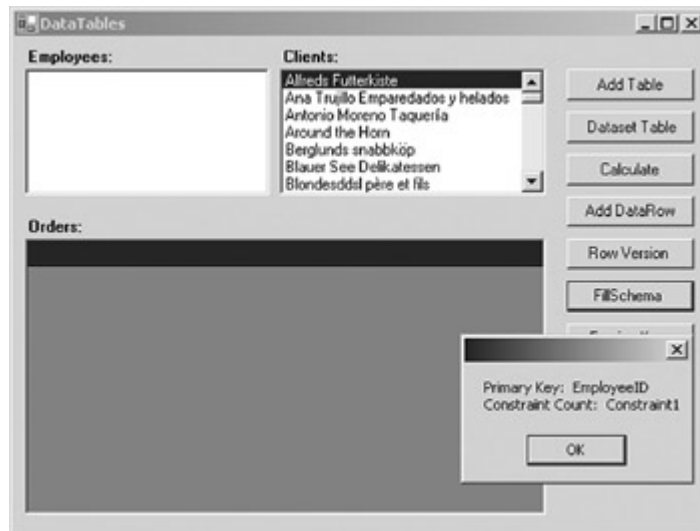 DataTables
Employees:
Clients:
Alfreds Futterkiste
Ana Trujillo Emparedados y helados
Antonio Moreno Taquería
Around the Horn
Berglunds snabbköp
Blauer See Delikatessen
Blondesddsl père et fils
Add Table
Dataset Table
Calculate
Add DataRow
Row Version
FillSchema
Orders:
Primary Key: EmployeeID
Constraint Count: Constraint1
OK